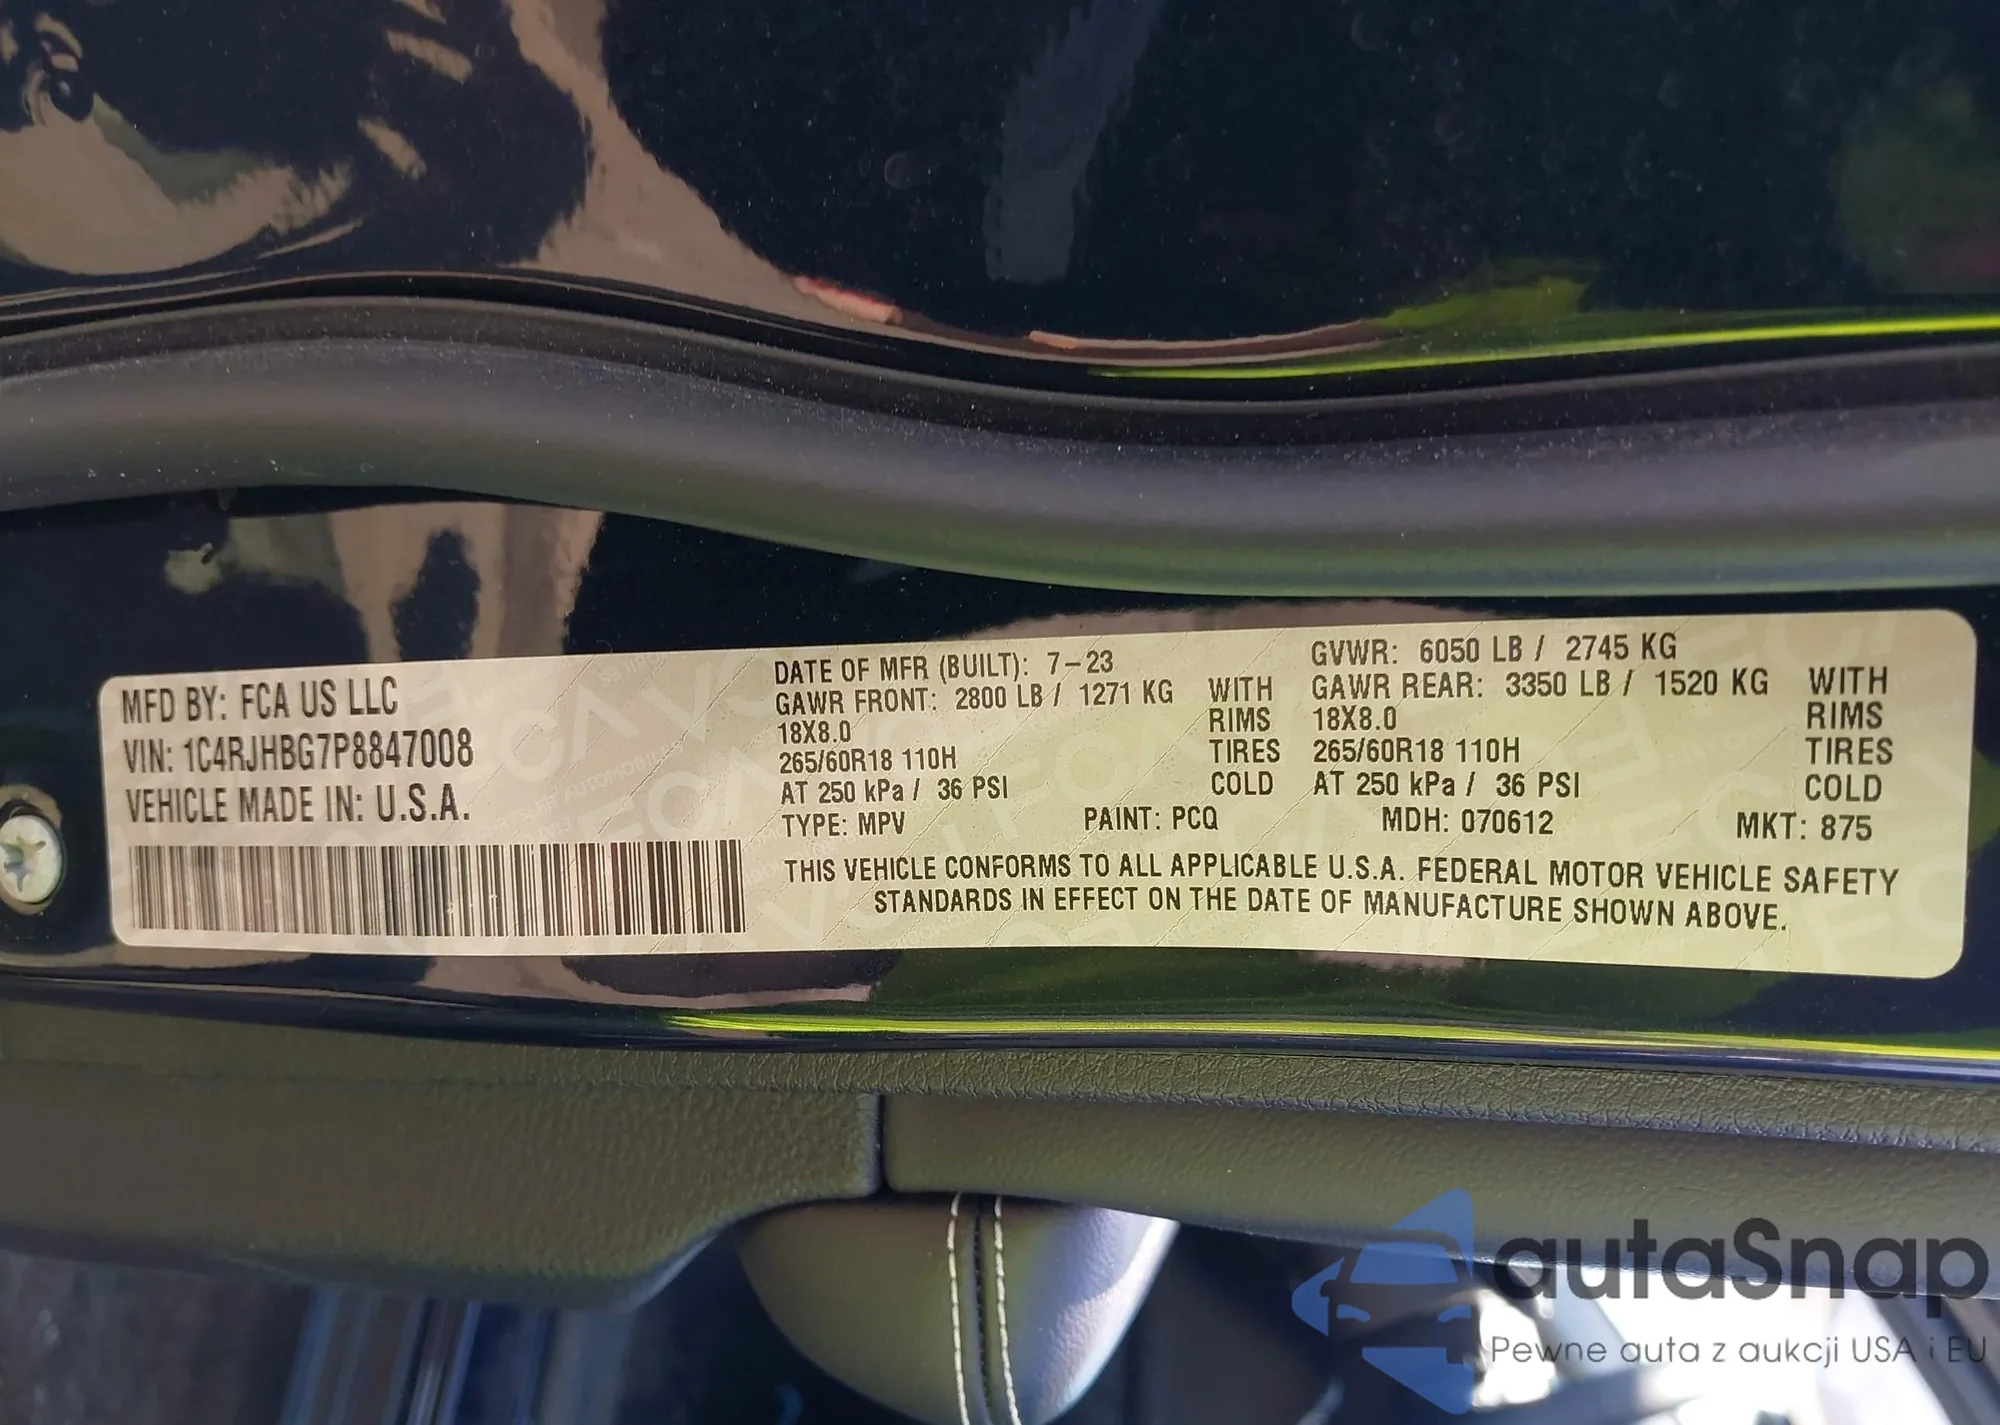 MFD BY: FCA US LLC
VIN: 1C4RJHBG7P8847008
VEHICLE MADE IN: U.S.A.
DATE OF MFR (BUILT): 7-23
GAWR FRONT: 2800 LB / 1271 KG WITH
18X8.0 RIMS
265/60R18 110H TIRES
AT 250 kPa / 36 PSI COLD
GVWR: 6050 LB / 2745 KG
GAWR REAR: 3350 LB / 1520 KG WITH
18X8.0 RIMS
265/60R18 110H TIRES
AT 250 kPa / 36 PSI COLD
TYPE: MPV PAINT: PCQ MDH: 070612 MKT: 875
THIS VEHICLE CONFORMS TO ALL APPLICABLE U.S.A. FEDERAL MOTOR VEHICLE SAFETY
STANDARDS IN EFFECT ON THE DATE OF MANUFACTURE SHOWN ABOVE.
autaSnap
Pewne auta z aukcji USA i EU